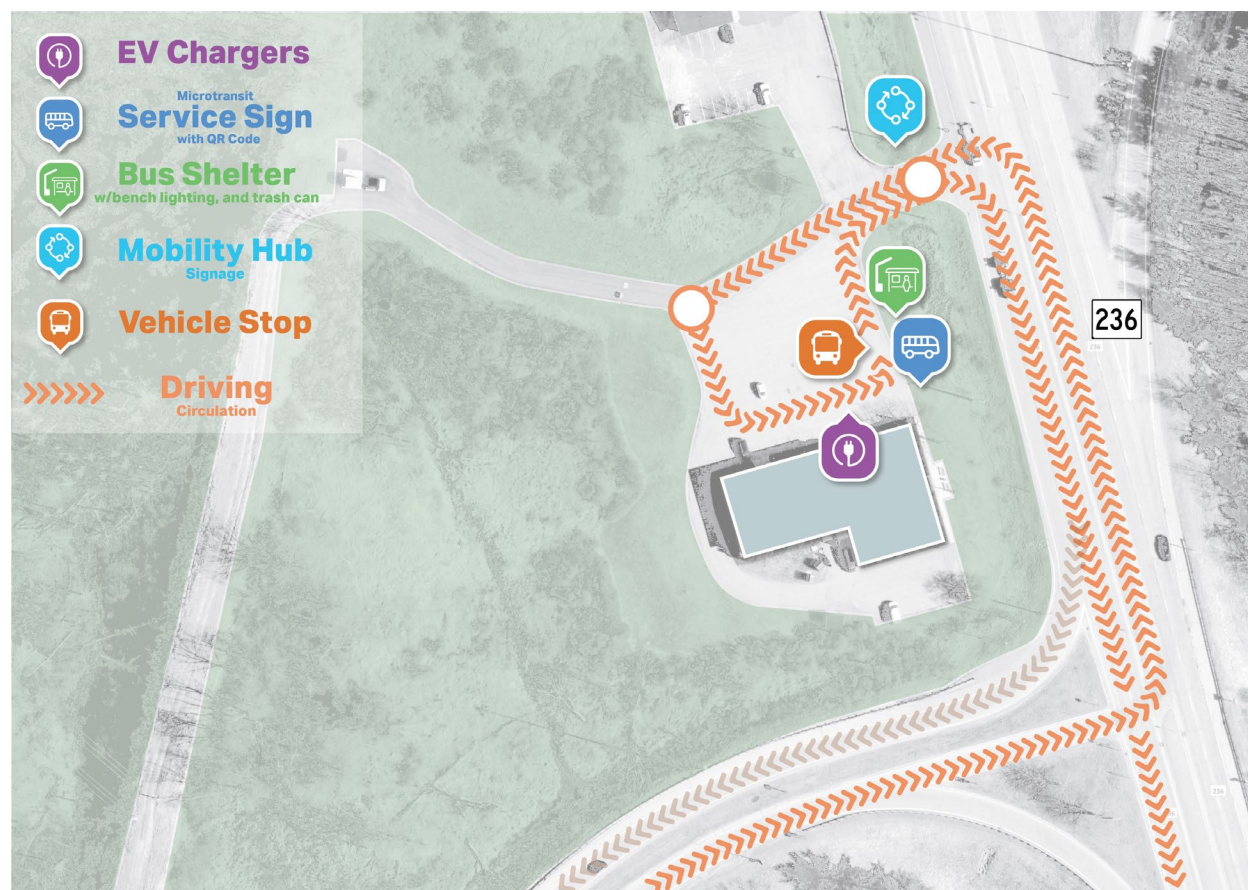 EV Chargers
Microtransit
Service Sign
with QR Code
Bus Shelter
w/bench lighting, and trash can
Mobility Hub
Signage
Vehicle Stop
Driving
Circulation
236
236
236